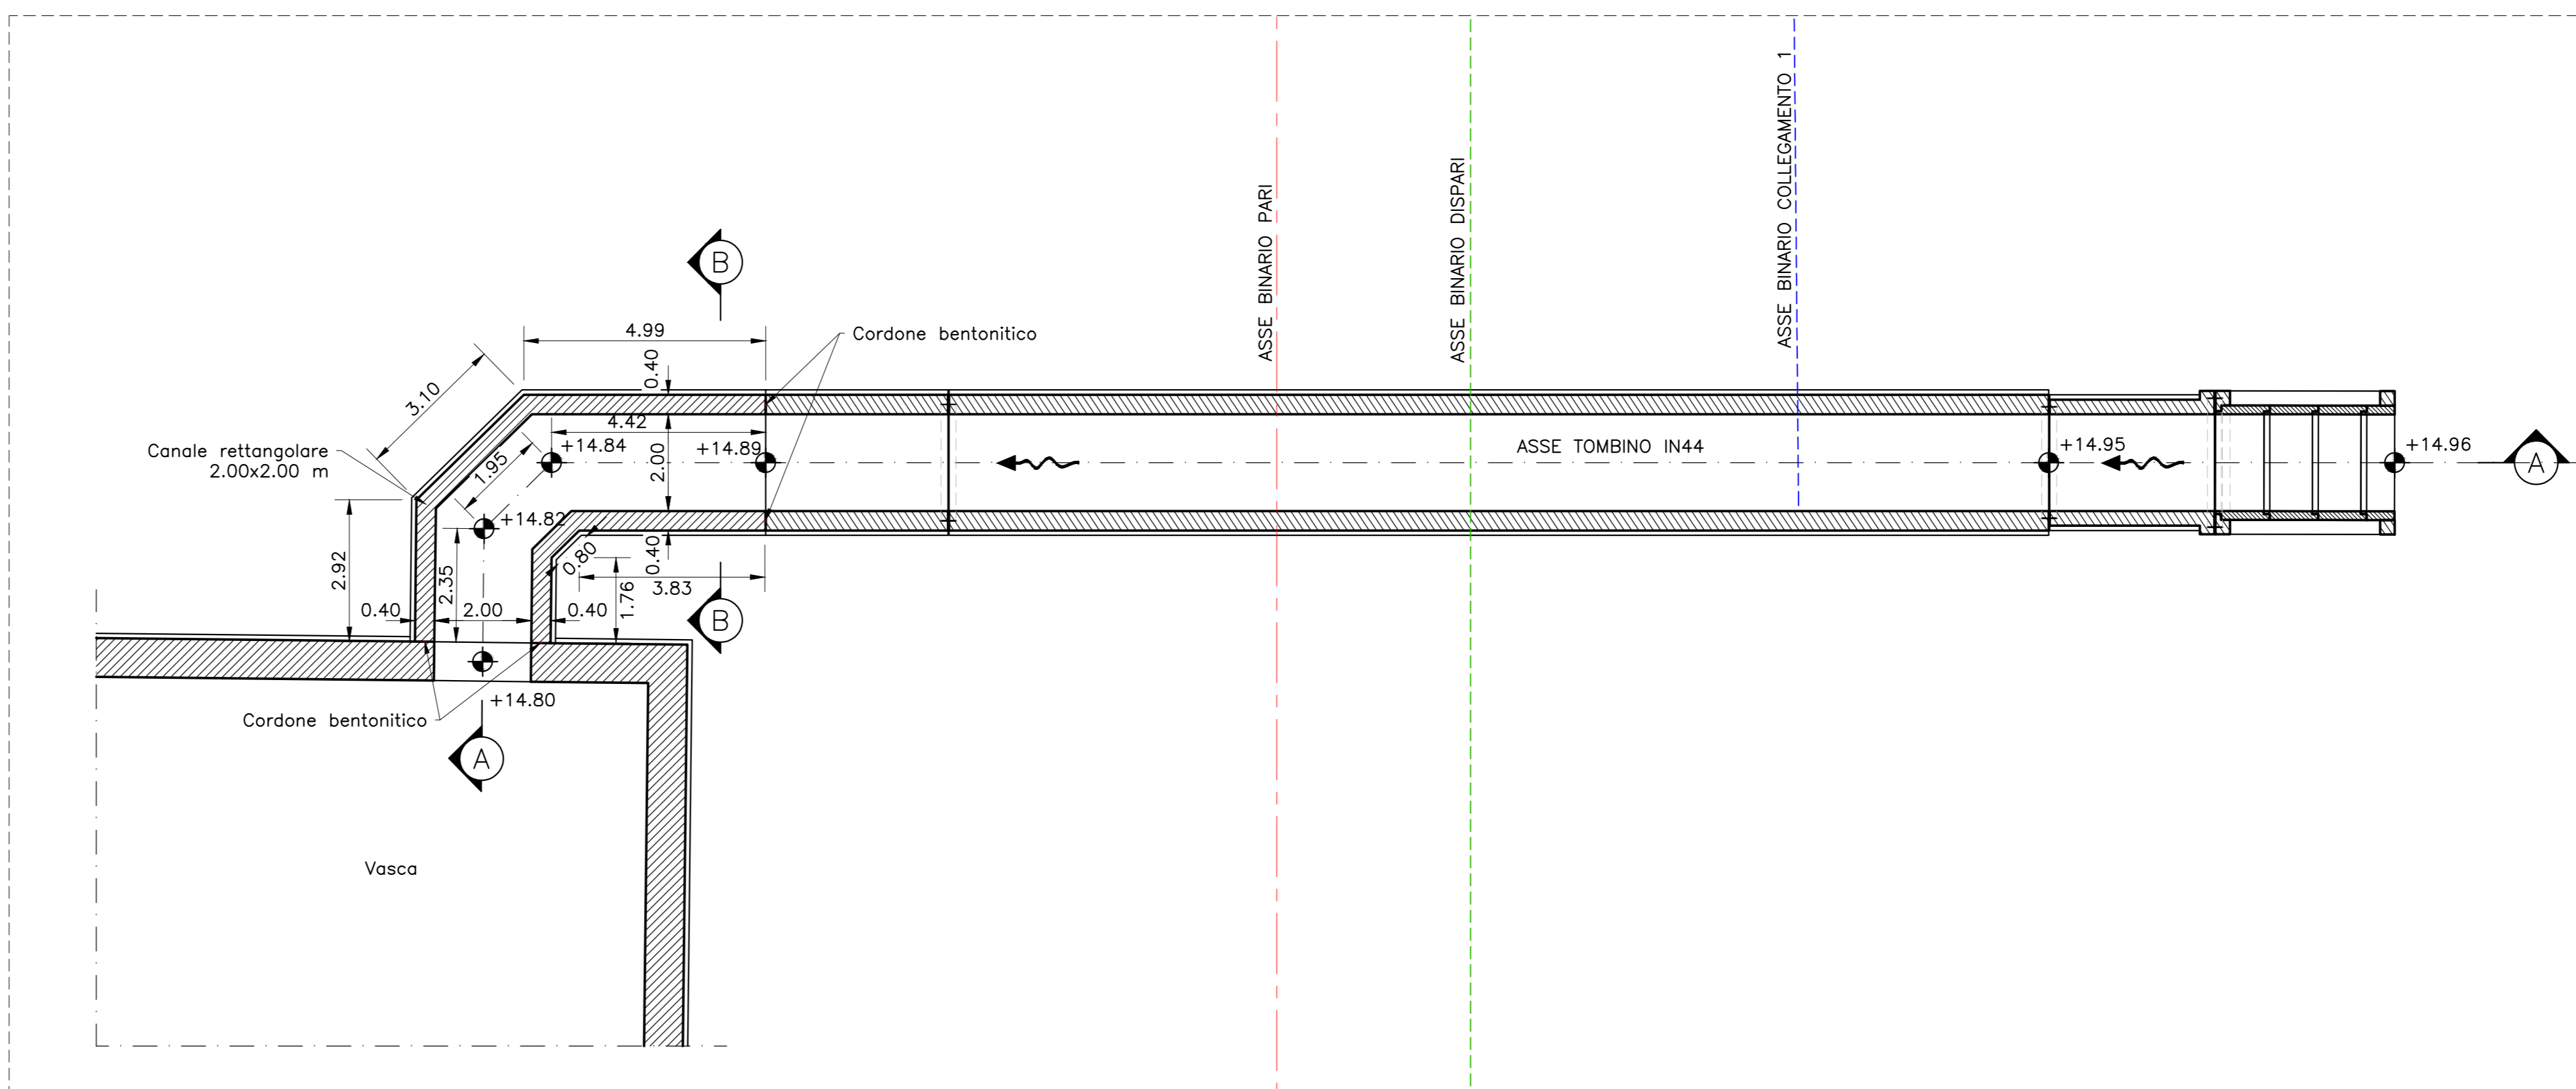 ASSE BINARIO PARI
ASSE BINARIO DISPARI
ASSE BINARIO COLLEGAMENTO 1
B
4.99
0.40
Cordone bentonitico
3.10
4.42
+14.84
+14.89
2.00
1.95
Canale rettangolare
2.00x2.00 m
ASSE TOMBINO IN44
+14.95
+14.96
A
+14.82
2.92
2.35
0.80
0.40
3.83
1.76
0.40
2.00
0.40
B
+14.80
Cordone bentonitico
A
Vasca